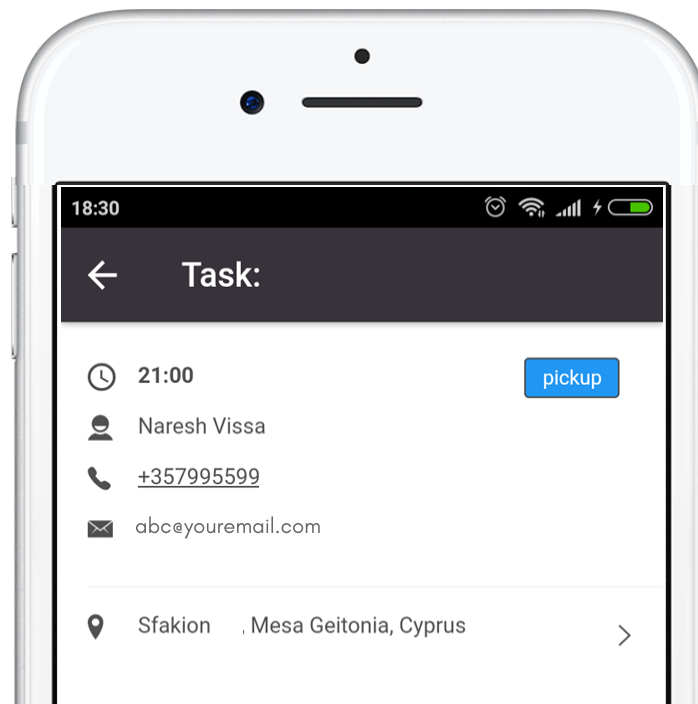 18:30
Task:
21:00
pickup
Naresh Vissa
+357995599
abc@youremail.com
Sfakion , Mesa Geitonia, Cyprus